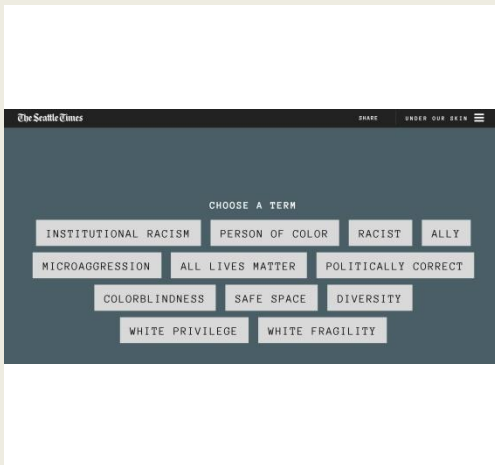 The Seattle Times SHARE UNDER OUR SKIN
CHOOSE A TERM
INSTITUTIONAL RACISM PERSON OF COLOR RACIST ALLY
MICROAGGRESSION ALL LIVES MATTER POLITICALLY CORRECT
COLORBLINDNESS SAFE SPACE DIVERSITY
WHITE PRIVILEGE WHITE FRAGILITY